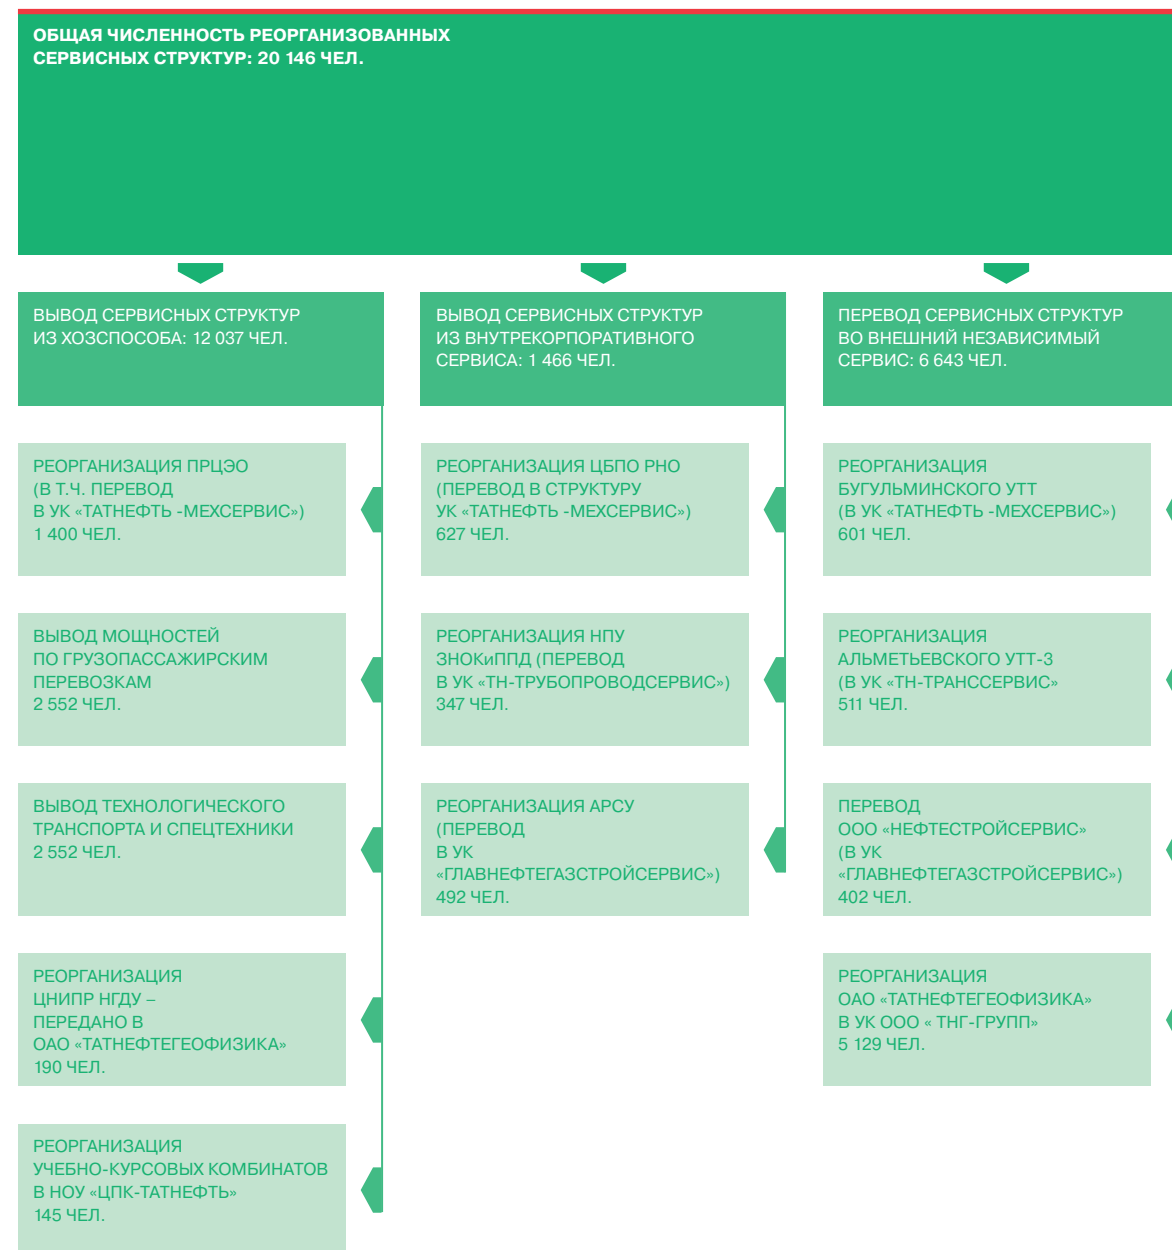 ОБЩАЯ ЧИСЛЕННОСТЬ РЕОРГАНИЗОВАННЫХ
СЕРВИСНЫХ СТРУКТУР: 20 146 ЧЕЛ.
ВЫВОД СЕРВИСНЫХ СТРУКТУР
ИЗ ХОЗСПОСОБА: 12 037 ЧЕЛ.
РЕОРГАНИЗАЦИЯ ПРЦЭО
(В Т.Ч. ПЕРЕВОД
В УК «ТАТНЕФТЬ -МЕХСЕРВИС»)
1 400 ЧЕЛ.
ВЫВОД МОЩНОСТЕЙ
ПО ГРУЗОПАССАЖИРСКИМ
ПЕРЕВОЗКАМ
2 552 ЧЕЛ.
ВЫВОД ТЕХНОЛОГИЧЕСКОГО
ТРАНСПОРТА И СПЕЦТЕХНИКИ
2 552 ЧЕЛ.
РЕОРГАНИЗАЦИЯ
ЦНИПР НГДУ –
ПЕРЕДАНО В
ОАО «ТАТНЕФТЕГЕОФИЗИКА»
190 ЧЕЛ.
РЕОРГАНИЗАЦИЯ
УЧЕБНО-КУРСОВЫХ КОМБИНАТОВ
В НОУ «ЦПК-ТАТНЕФТЬ»
145 ЧЕЛ.
ВЫВОД СЕРВИСНЫХ СТРУКТУР
ИЗ ВНУТРЕКОРПОРАТИВНОГО
СЕРВИСА: 1 466 ЧЕЛ.
РЕОРГАНИЗАЦИЯ ЦБПО РНО
(ПЕРЕВОД В СТРУКТУРУ
УК «ТАТНЕФТЬ -МЕХСЕРВИС»)
627 ЧЕЛ.
РЕОРГАНИЗАЦИЯ НПУ
ЗНОКиППД (ПЕРЕВОД
В УК «ТН-ТРУБОПРОВОДСЕРВИС»)
347 ЧЕЛ.
РЕОРГАНИЗАЦИЯ АРСУ
(ПЕРЕВОД
В УК
«ГЛАВНЕФТЕГАЗСТРОЙСЕРВИС»)
492 ЧЕЛ.
ПЕРЕВОД СЕРВИСНЫХ СТРУКТУР
ВО ВНЕШНИЙ НЕЗАВИСИМЫЙ
СЕРВИС: 6 643 ЧЕЛ.
РЕОРГАНИЗАЦИЯ
БУГУЛЬМИНСКОГО УТТ
(В УК «ТАТНЕФТЬ -МЕХСЕРВИС»)
601 ЧЕЛ.
РЕОРГАНИЗАЦИЯ
АЛЬМЕТЬЕВСКОГО УТТ-3
(В УК «ТН-ТРАНССЕРВИС»
511 ЧЕЛ.
ПЕРЕВОД
ООО «НЕФТЕСТРОЙСЕРВИС»
(В УК
«ГЛАВНЕФТЕГАЗСТРОЙСЕРВИС»)
402 ЧЕЛ.
РЕОРГАНИЗАЦИЯ
ОАО «ТАТНЕФТЕГЕОФИЗИКА»
В УК ООО « ТНГ-ГРУПП»
5 129 ЧЕЛ.